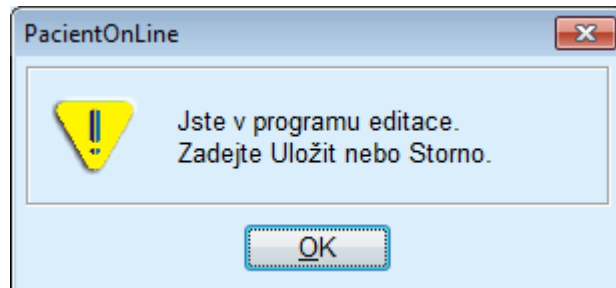 PacientOnLine
Jste v programu editace.
Zadejte Uložit nebo Storno.
OK